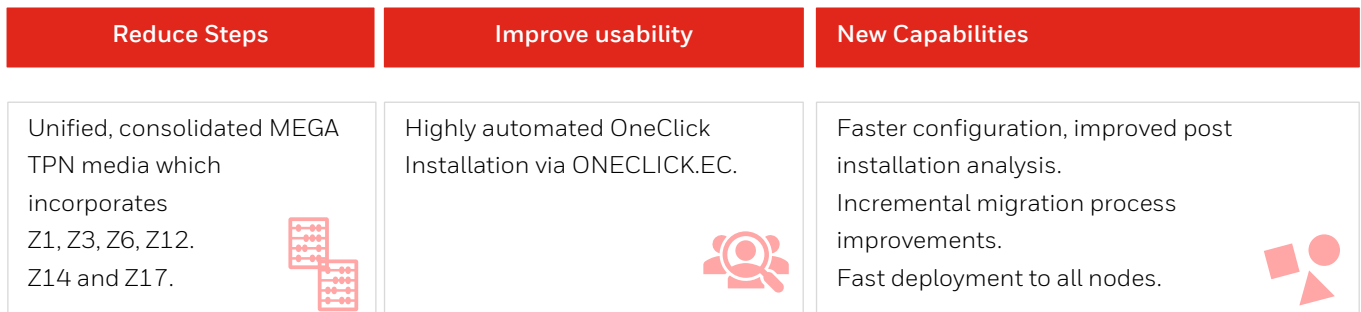 Reduce Steps
Improve usability
New Capabilities
Unified, consolidated MEGA
TPN media which
incorporates
Z1, Z3, Z6, Z12.
Z14 and Z17.
Highly automated OneClick
Installation via ONECLICK.EC.
Faster configuration, improved post
installation analysis.
Incremental migration process
improvements.
Fast deployment to all nodes.